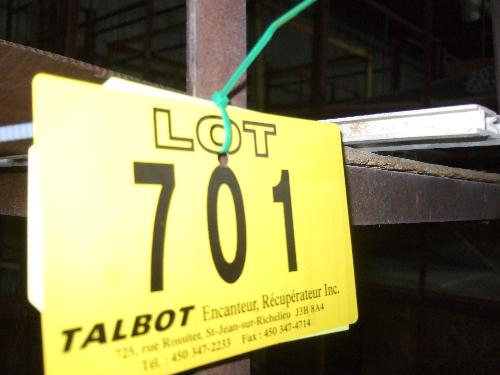 LOT
701
TALBOT Encanteur, Récupérateur Inc.
725, rue Rossiter, St-Jean-sur-Richelieu J3B 8A4
Tél. : 450 347-2233 Fax : 450 347-4714